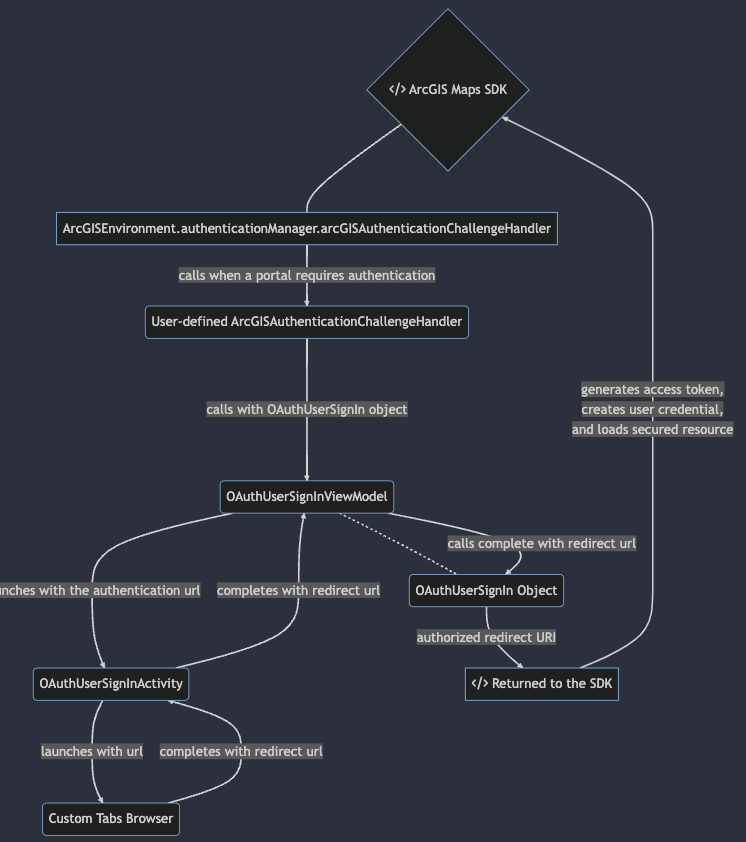 </> ArcGIS Maps SDK
ArcGISEnvironment.authenticationManager.arcGISAuthenticationChallengeHandler
calls when a portal requires authentication
User-defined ArcGISAuthenticationChallengeHandler
generates access token,
creates user credential,
and loads secured resource
calls with OAuthUserSignIn object
OAuthUserSignInViewModel
calls complete with redirect url
nches with the authentication url
completes with redirect url
OAuthUserSignIn Object
authorized redirect URI
OAuthUserSignInActivity
</> Returned to the SDK
launches with url
completes with redirect url
Custom Tabs Browser